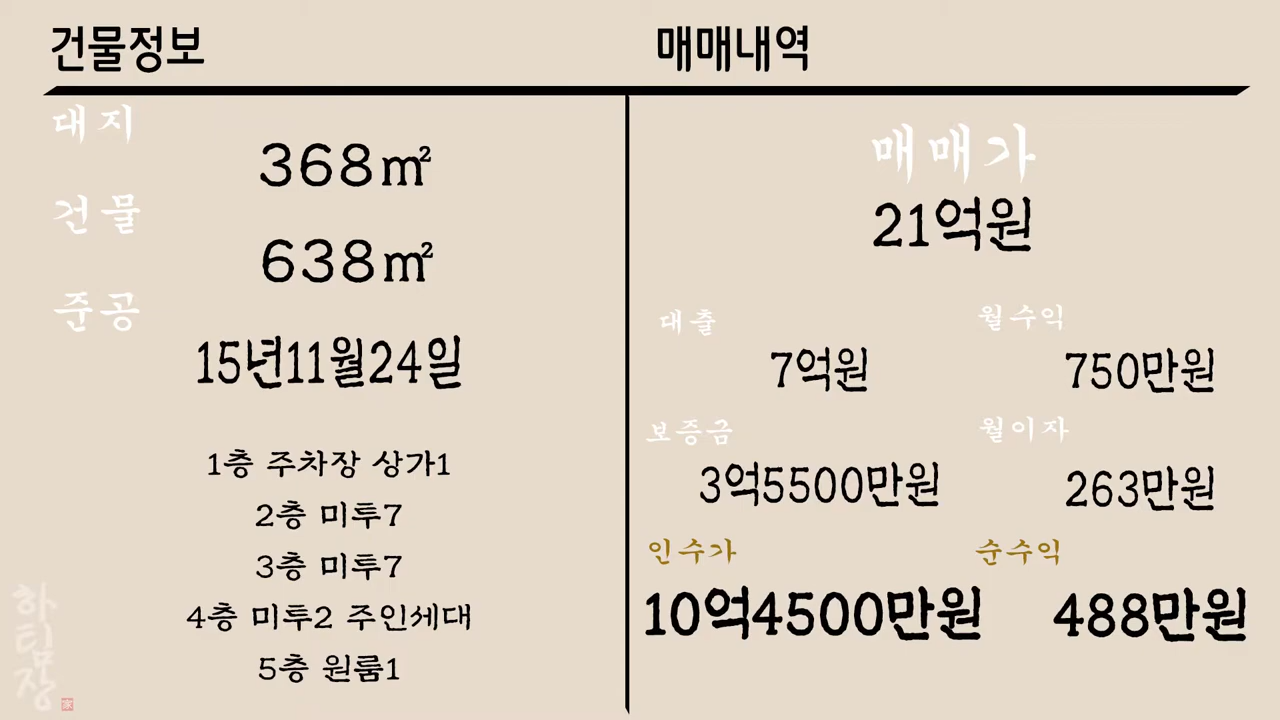 건물정보
대지
368㎡
건물
638㎡
준공
15년11월24일
1층 주차장 상가1
2층 미투7
3층 미투7
4층 미투2 주인세대
5층 원룸1
하팀장
매매내역
매매가
21억원
대출
7억원
월수익
750만원
보증금
3억5500만원
월이자
263만원
인수가
10억4500만원
순수익
488만원